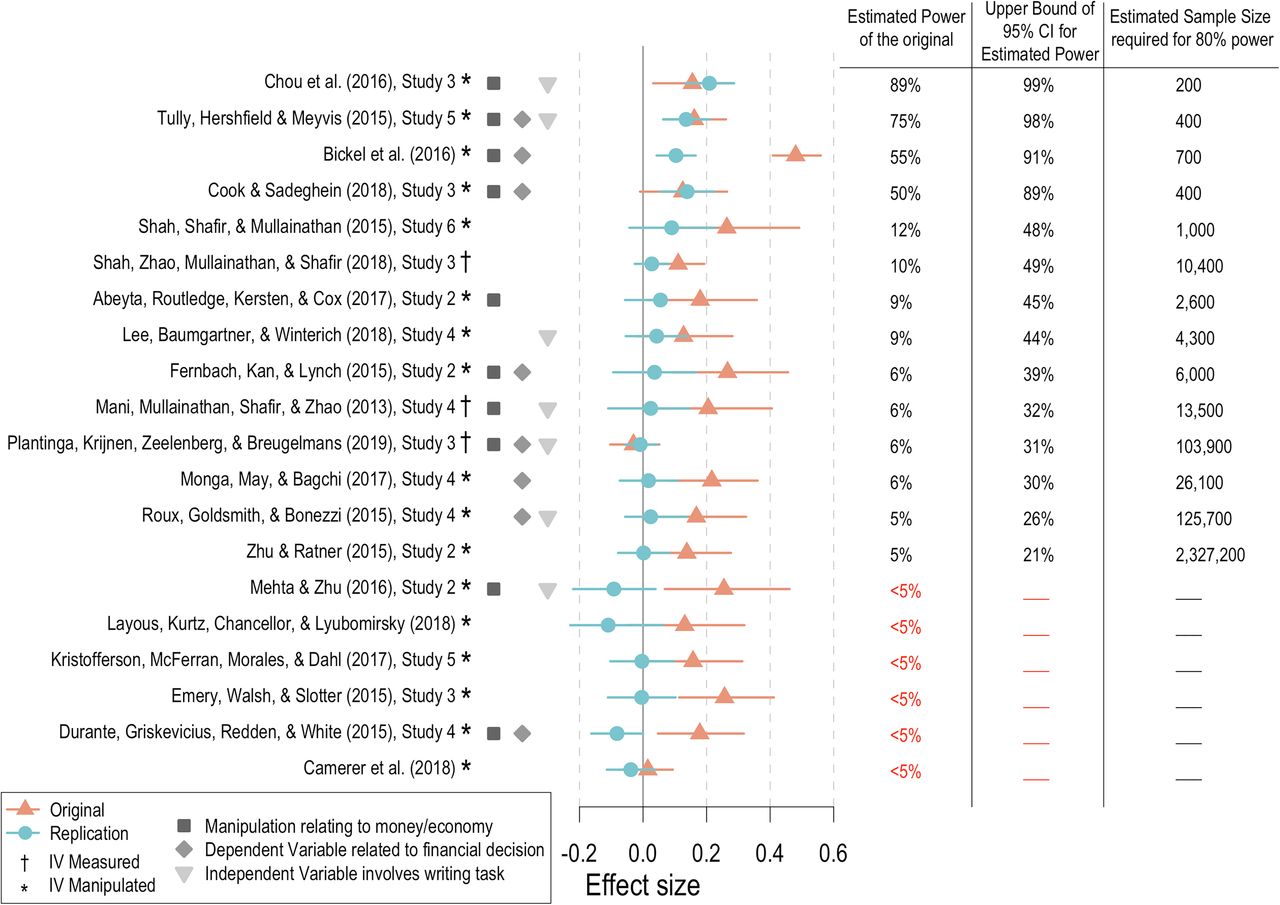 Estimated Power
of the original
Upper Bound of
95% CI for
Estimated Power
Estimated Sample Size
required for 80% power
Chou et al. (2016), Study 3 * 89% 99% 200
Tully, Hershfield & Meyvis (2015), Study 5 * 75% 98% 400
Bickel et al. (2016) * 55% 91% 700
Cook & Sadeghein (2018), Study 3 * 50% 89% 400
Shah, Shafir, & Mullainathan (2015), Study 6 * 12% 48% 1,000
Shah, Zhao, Mullainathan, & Shafir (2018), Study 3 † 10% 49% 10,400
Abeyta, Routledge, Kersten, & Cox (2017), Study 2 * 9% 45% 2,600
Lee, Baumgartner, & Winterich (2018), Study 4 * 9% 44% 4,300
Fernbach, Kan, & Lynch (2015), Study 2 * 6% 39% 6,000
Mani, Mullainathan, Shafir, & Zhao (2013), Study 4 † 6% 32% 13,500
Plantinga, Krijnen, Zeelenberg, & Breugelmans (2019), Study 3 † 6% 31% 103,900
Monga, May, & Bagchi (2017), Study 4 * 6% 30% 26,100
Roux, Goldsmith, & Bonezzi (2015), Study 4 * 5% 26% 125,700
Zhu & Ratner (2015), Study 2 * 5% 21% 2,327,200
Mehta & Zhu (2016), Study 2 * <5%
Layous, Kurtz, Chancellor, & Lyubomirsky (2018) * <5%
Kristofferson, McFerran, Morales, & Dahl (2017), Study 5 * <5%
Emery, Walsh, & Slotter (2015), Study 3 * <5%
Durante, Griskevicius, Redden, & White (2015), Study 4 * <5%
Camerer et al. (2018) * <5%
Original
Replication
† IV Measured
* IV Manipulated
Manipulation relating to money/economy
Dependent Variable related to financial decision
Independent Variable involves writing task
-0.2 0.0 0.2 0.4 0.6
Effect size